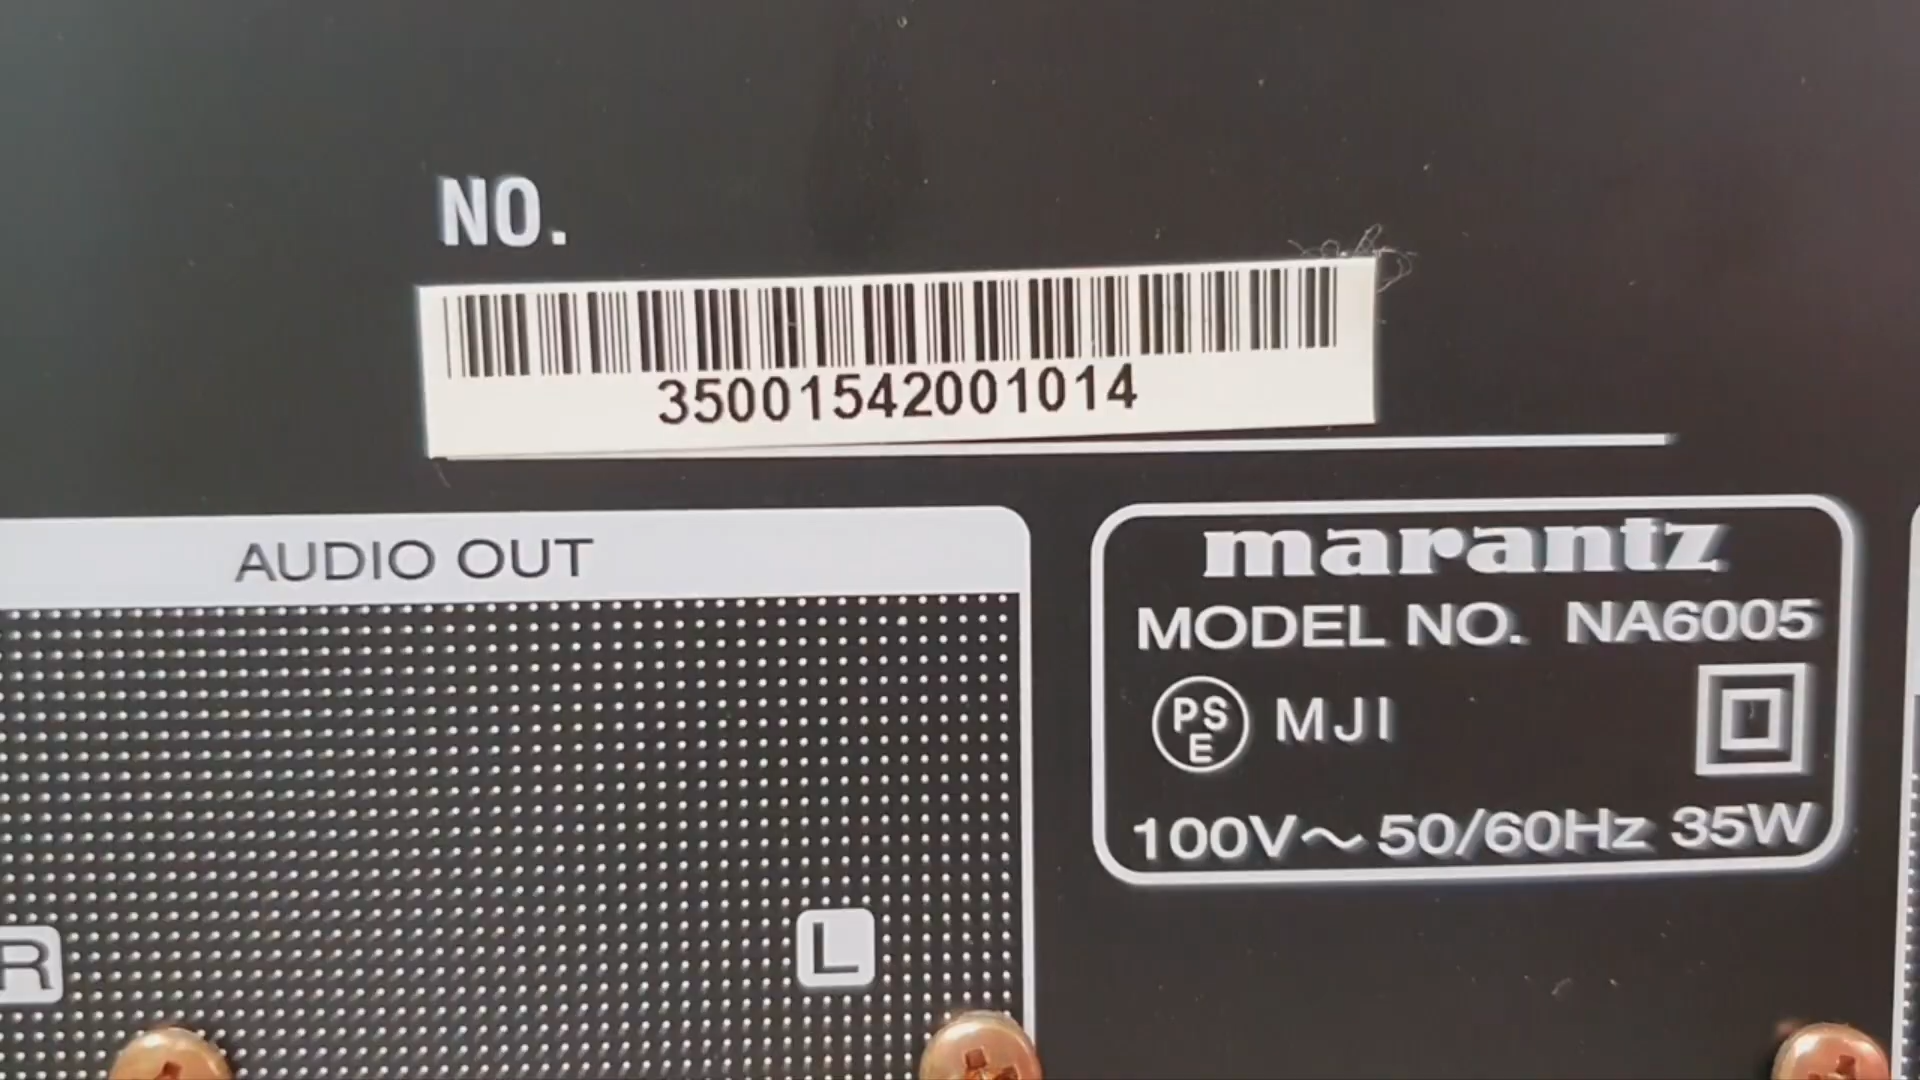 NO.
35001542001014
AUDIO OUT
R
L
marantz
MODEL NO. NA6005
PSE MJI
100V～50/60Hz 35W